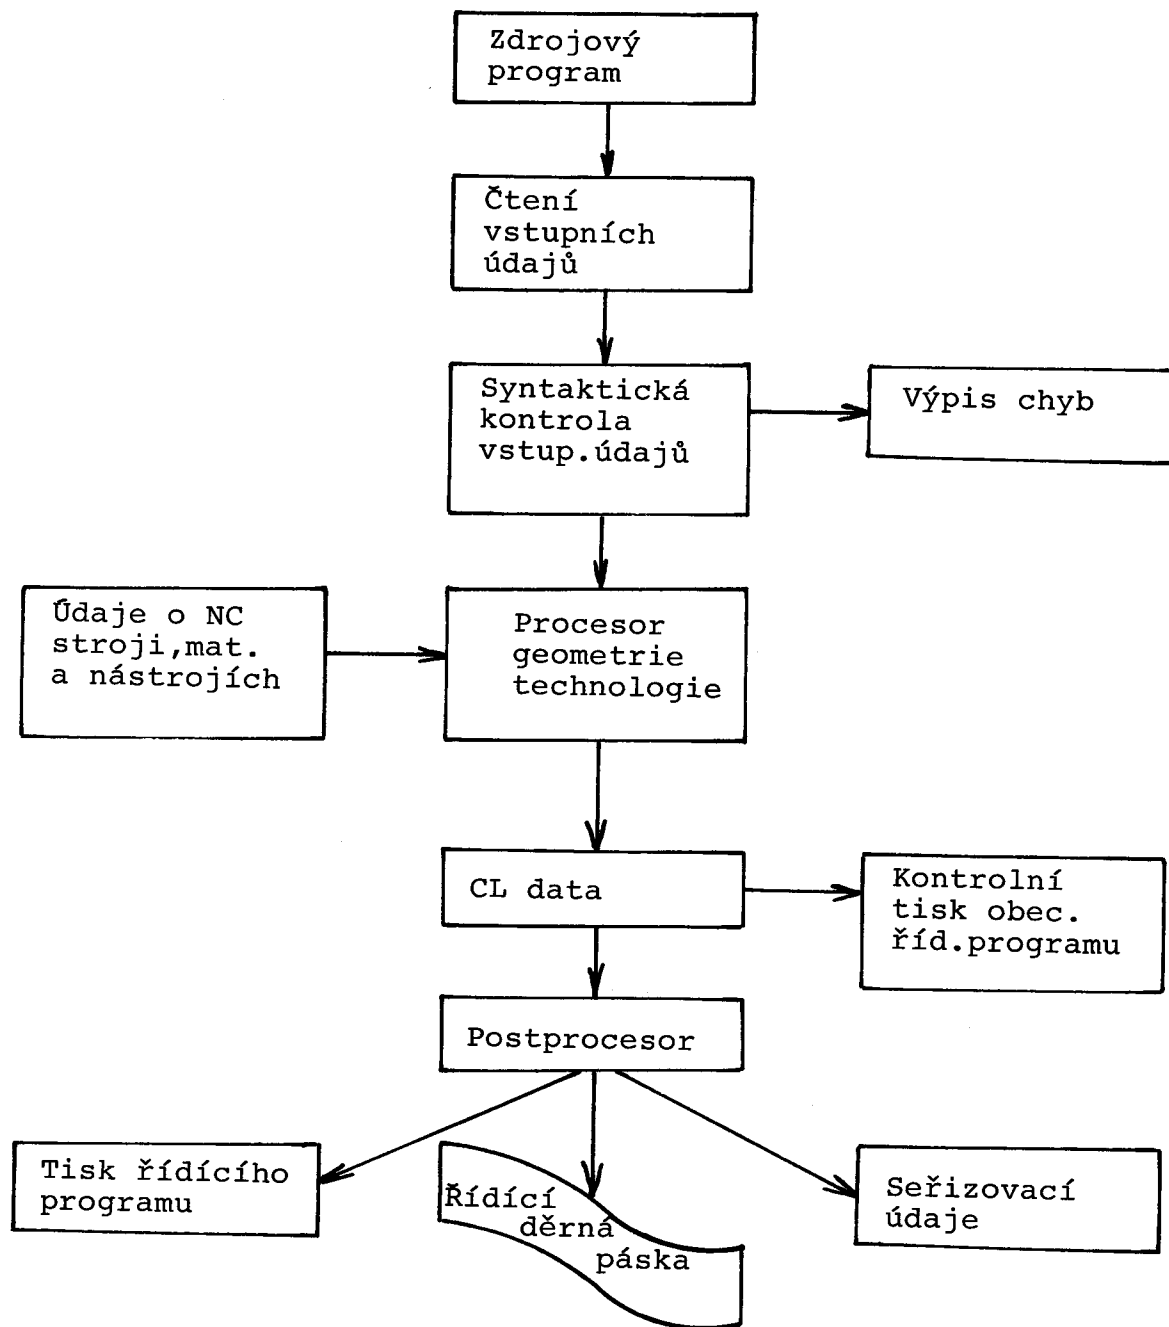 Zdrojový
program
Čtení
vstupních
údajů
Syntaktická
kontrola
vstup.údajů
Výpis chyb
Údaje o NC
stroji,mat.
a nástrojích
Procesor
geometrie
technologie
CL data
Kontrolní
tisk obec.
říd.programu
Postprocesor
Tisk řídícího
programu
Řídící
děrná
páska
Seřizovací
údaje